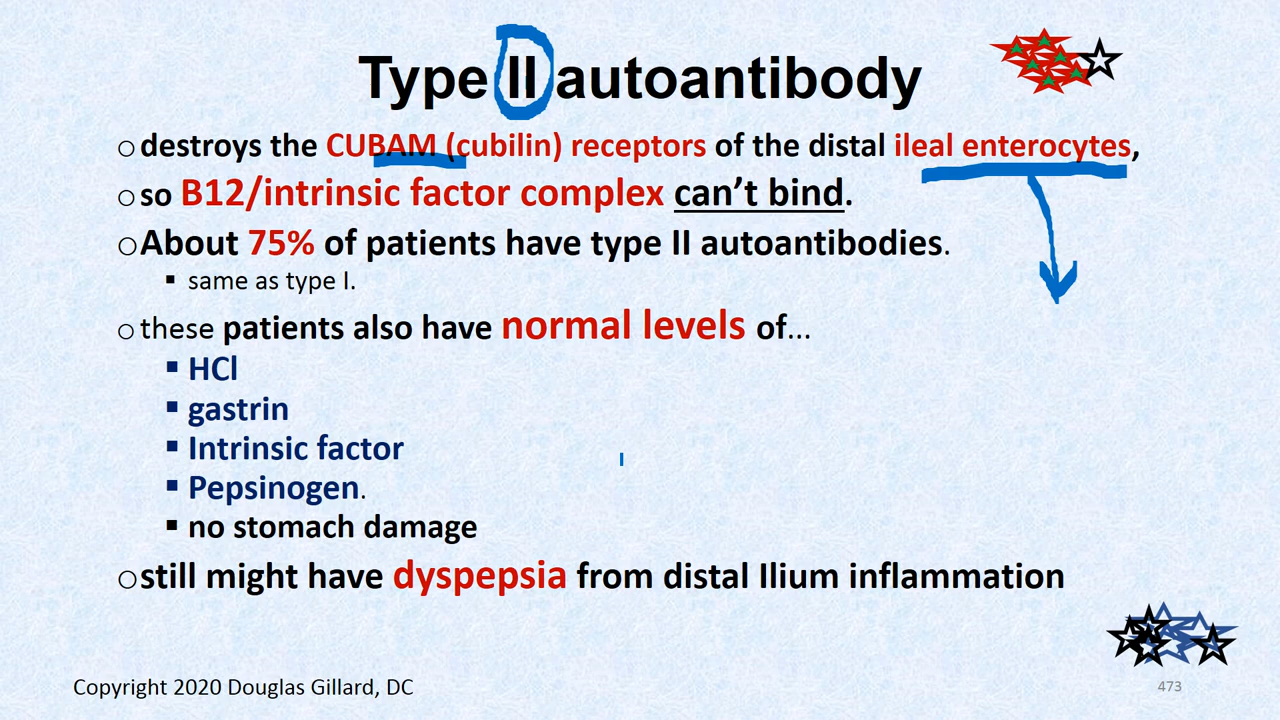 Type II autoantibody
destroys the CUBAM (cubilin) receptors of the distal ileal enterocytes,
so B12/intrinsic factor complex can't bind.
About 75% of patients have type II autoantibodies.
same as type I.
these patients also have normal levels of...
HCl
gastrin
Intrinsic factor
Pepsinogen.
no stomach damage
still might have dyspepsia from distal Ilium inflammation
Copyright 2020 Douglas Gillard, DC
473